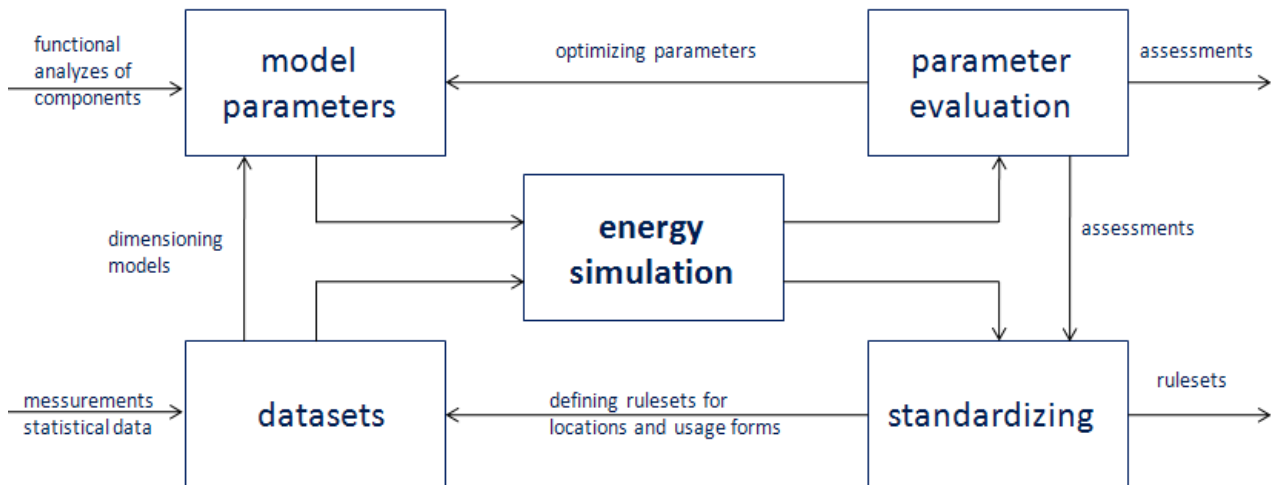 functional
analyzes of
components
model
parameters
optimizing parameters
parameter
evaluation
assessments
dimensioning
models
energy
simulation
assessments
messurements
statistical data
datasets
defining rulesets for
locations and usage forms
standardizing
rulesets